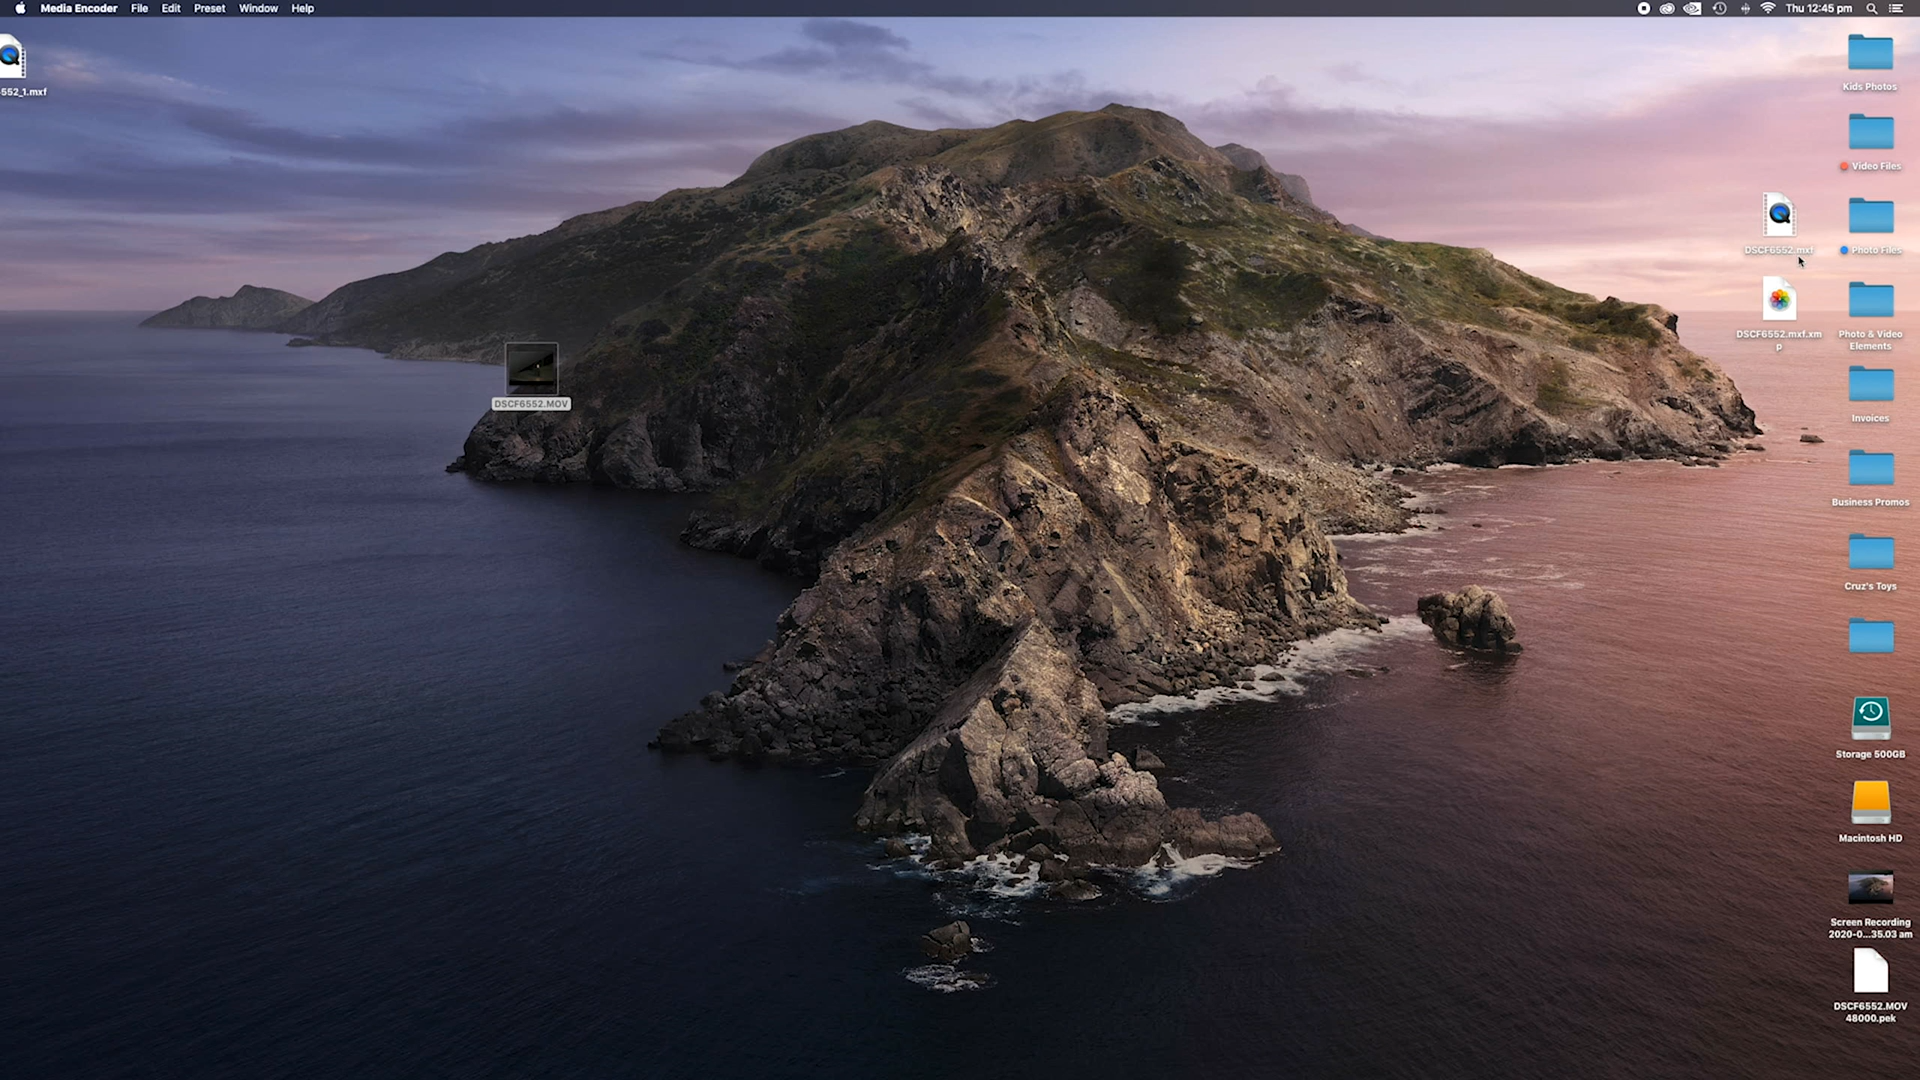 Media Encoder File Edit Preset Window Help
Thu 12:45 pm
552_1.mxf
DSCF6552.MOV
DSCF6552.mxf
DSCF6552.mxf.xm
p
Kids Photos
Video Files
Photo Files
Photo & Video
Elements
Invoices
Business Promos
Cruz's Toys
Storage 500GB
Macintosh HD
Screen Recording
2020-0...35.03 am
DSCF6552.MOV
48000.pek